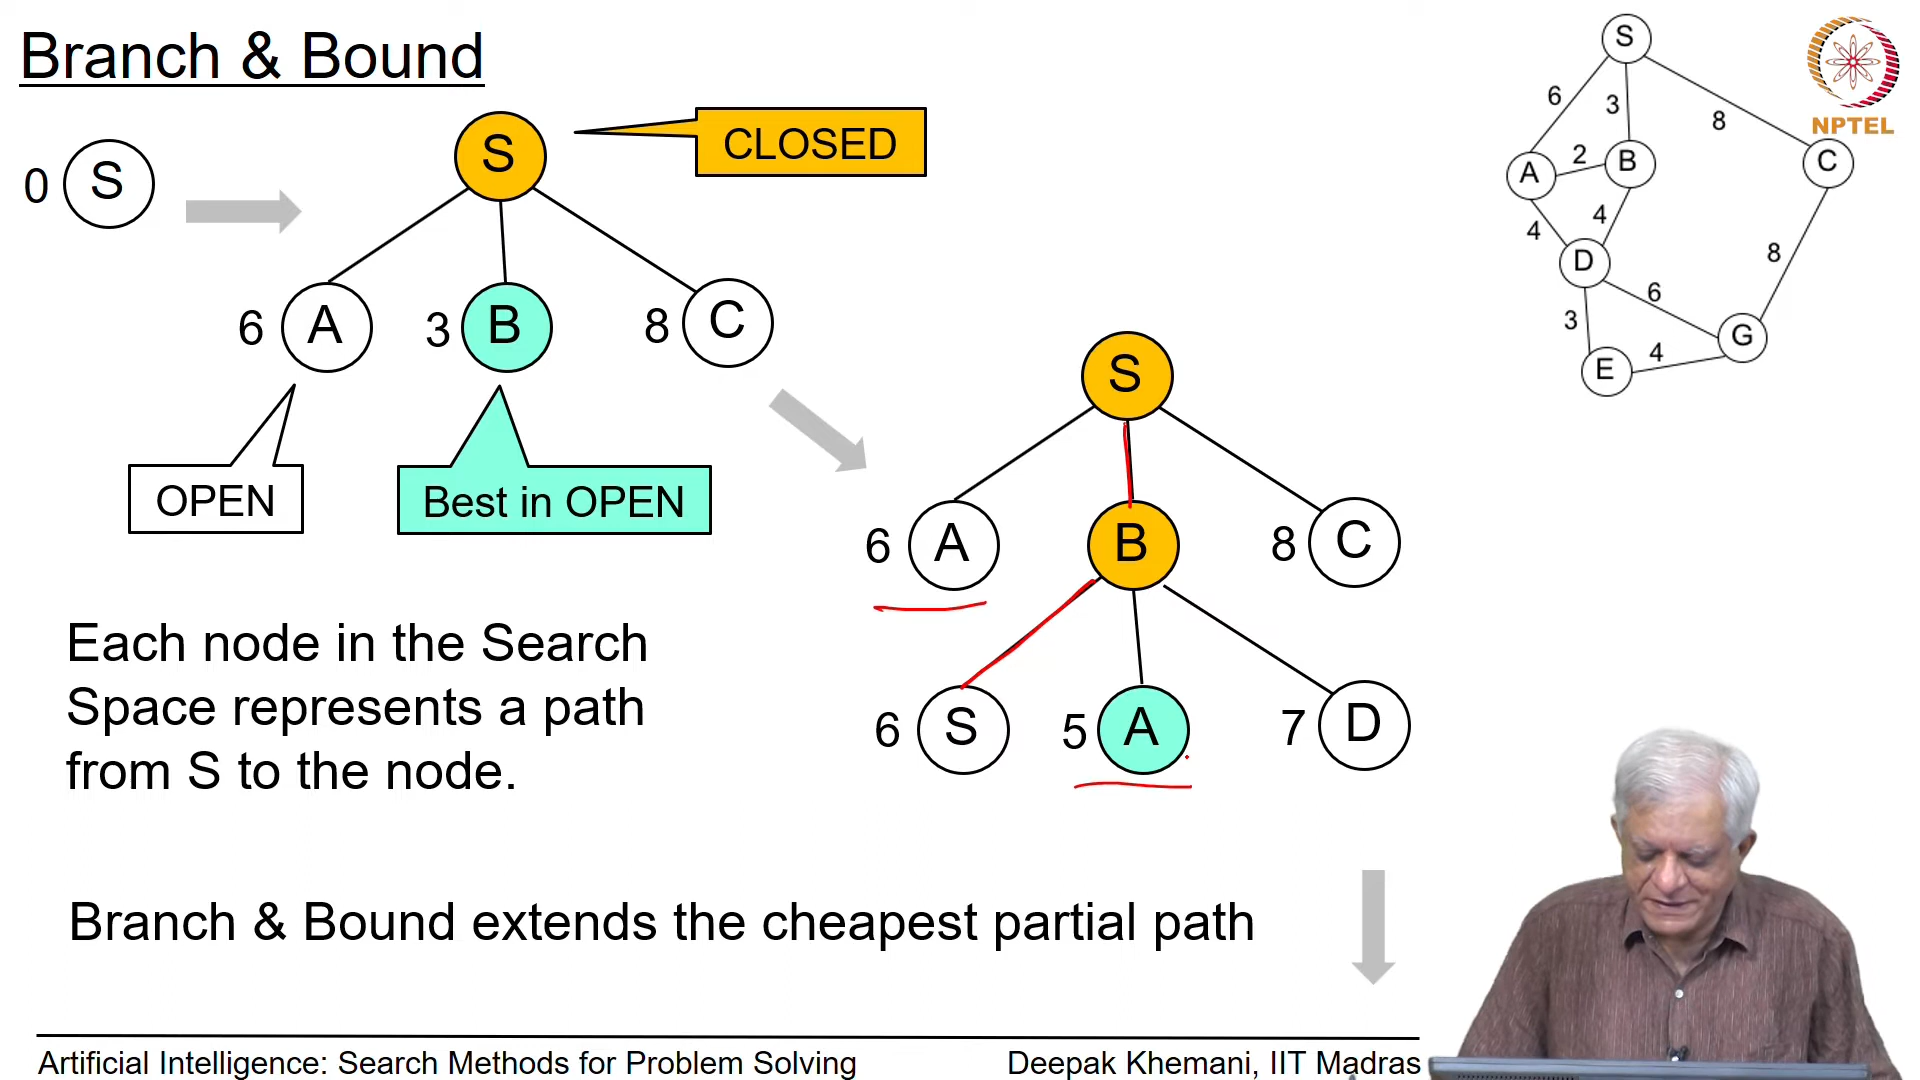 Branch & Bound
0 S
S
CLOSED
6 A
3 B
8 C
OPEN
Best in OPEN
S
6 A
B
8 C
6 S
5 A
7 D
Each node in the Search
Space represents a path
from S to the node.
Branch & Bound extends the cheapest partial path
S
6
3
8
A
2
B
C
4
4
D
8
6
3
G
E
4
NPTEL
Artificial Intelligence: Search Methods for Problem Solving
Deepak Khemani, IIT Madras